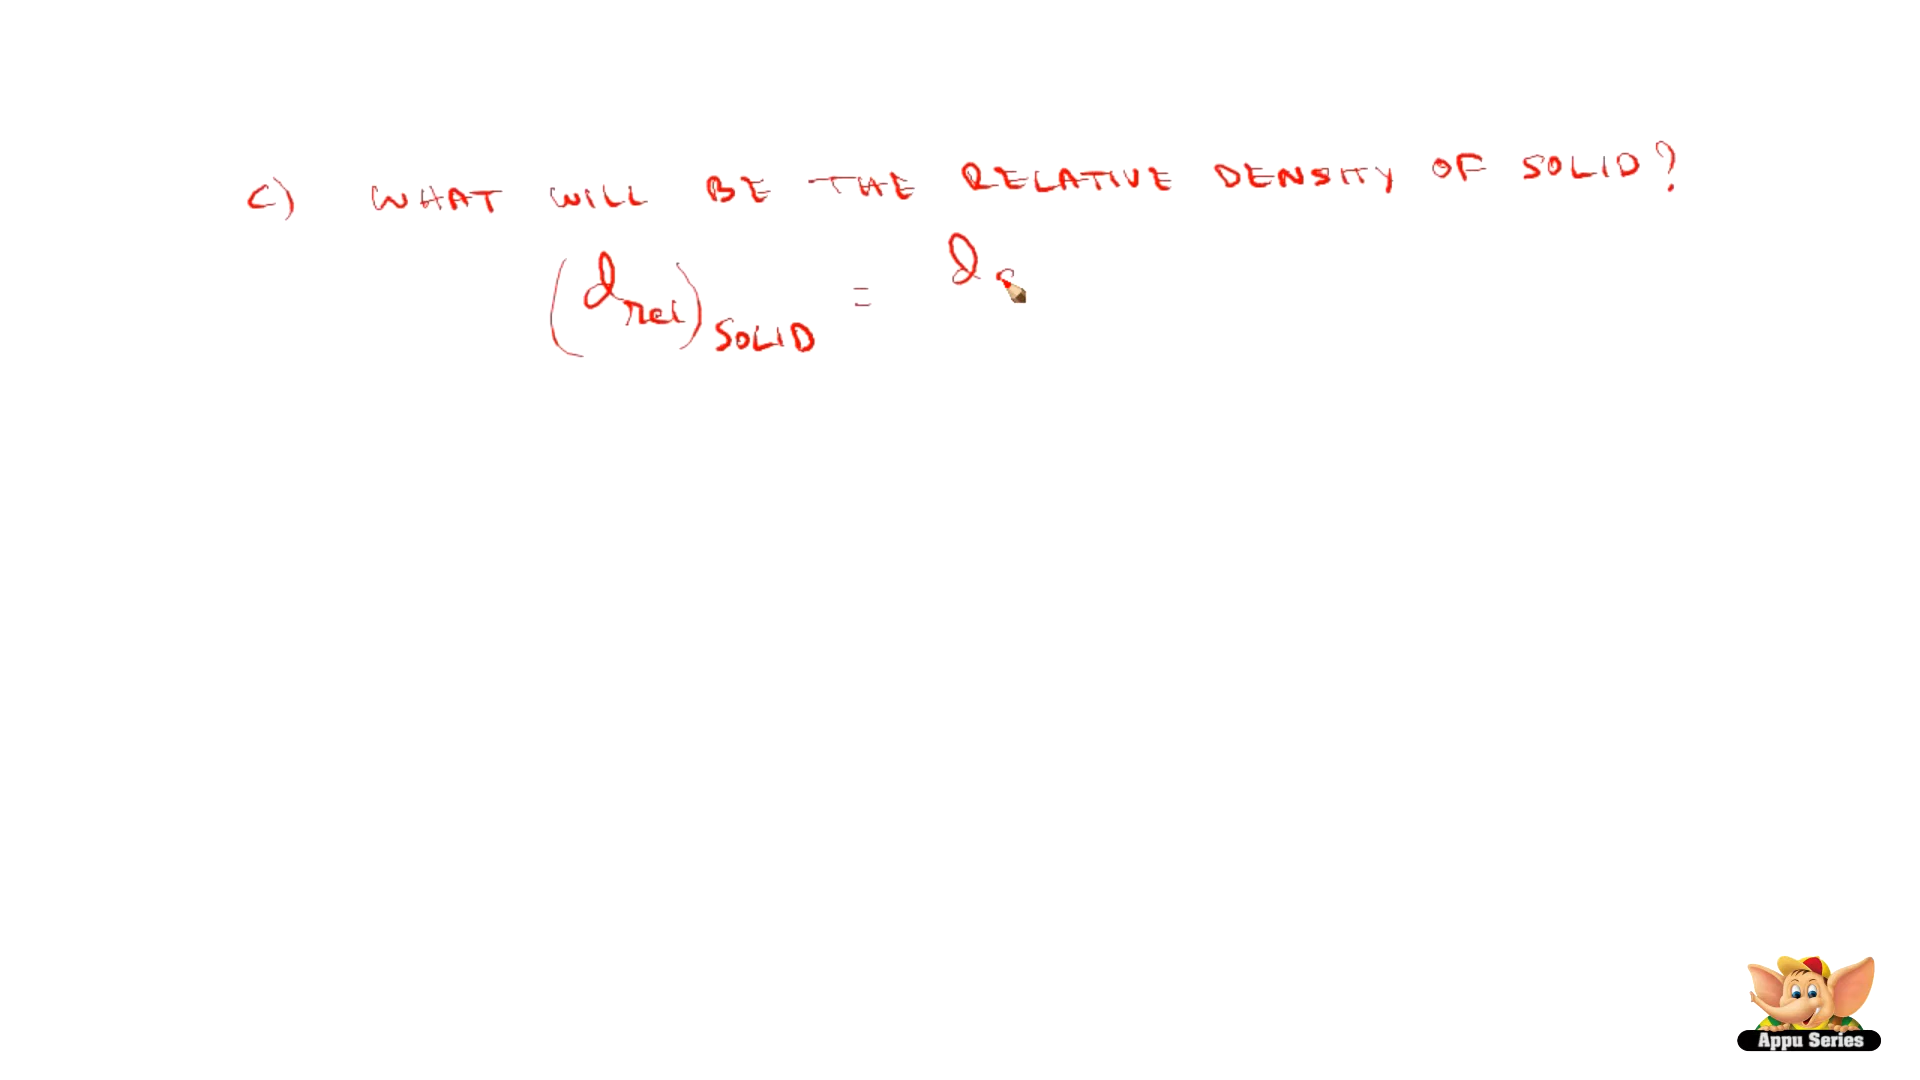 C) WHAT WILL BE THE RELATIVE DENSITY OF SOLID?
(d rel) SOLID = d s
Appu Series